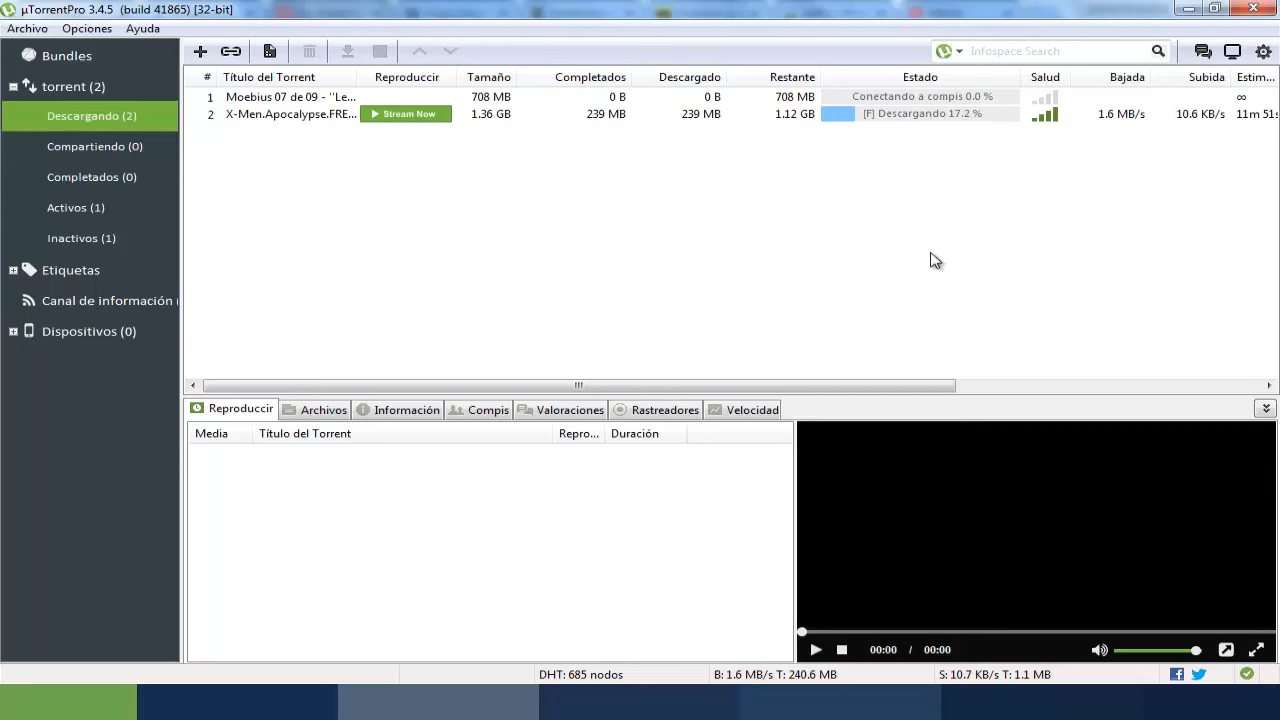 µTorrentPro 3.4.5 (build 41865) [32-bit]
Archivo Opciones Ayuda
Bundles
torrent (2)
Descargando (2)
Compartiendo (0)
Completados (0)
Activos (1)
Inactivos (1)
Etiquetas
Canal de información (
Dispositivos (0)
Infospace Search
# Título del Torrent Reproduccir Tamaño Completados Descargado Restante Estado Salud Bajada Subida Estim...
1 Moebius 07 de 09 - "Le... 708 MB 0 B 0 B 708 MB Conectando a compis 0.0 % ∞
2 X-Men.Apocalypse.FRE... Stream Now 1.36 GB 239 MB 239 MB 1.12 GB [F] Descargando 17.2 % 1.6 MB/s 10.6 KB/s 11m 51s
Reproduccir Archivos Información Compis Valoraciones Rastreadores Velocidad
Media Título del Torrent Repro... Duración
00:00 / 00:00
DHT: 685 nodos B: 1.6 MB/s T: 240.6 MB S: 10.7 KB/s T: 1.1 MB